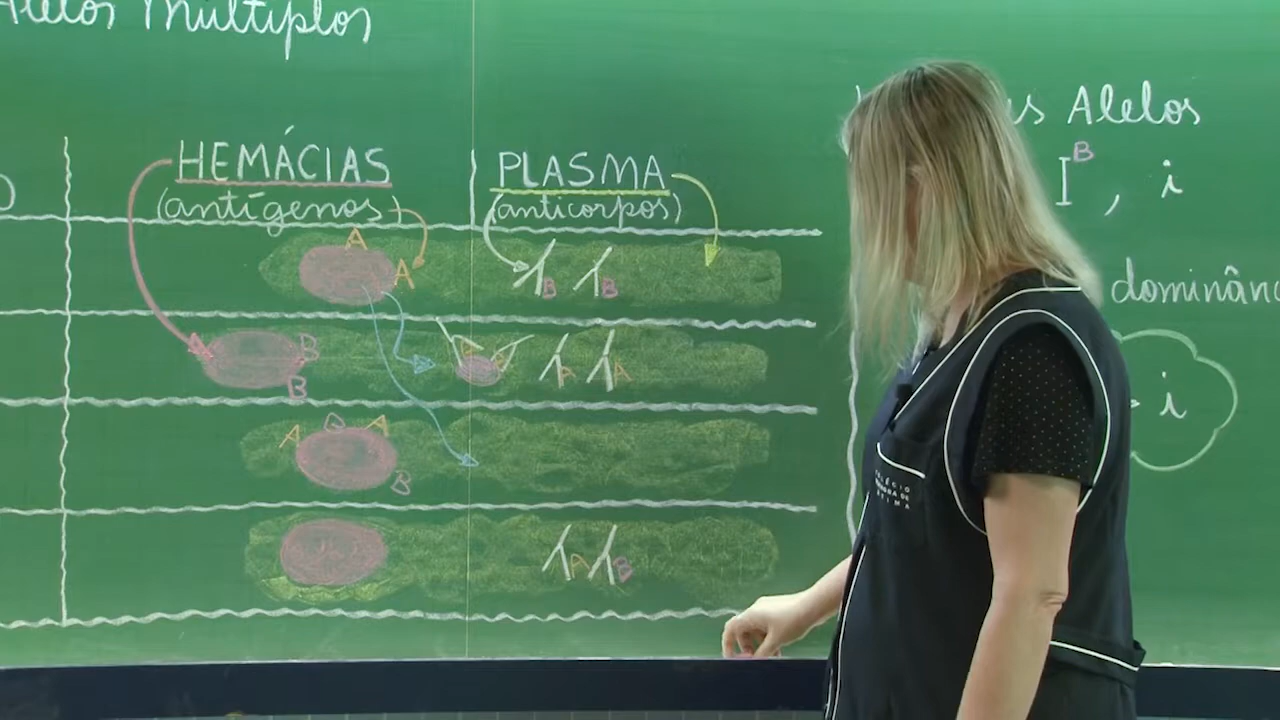 Alelos Múltiplos
HEMÁCIAS
(antígenos)
PLASMA
(anticorpos)
A
A
B B
B
B
A A
A A
B
B
A B
Alelos
I^B , i
dominânc
i